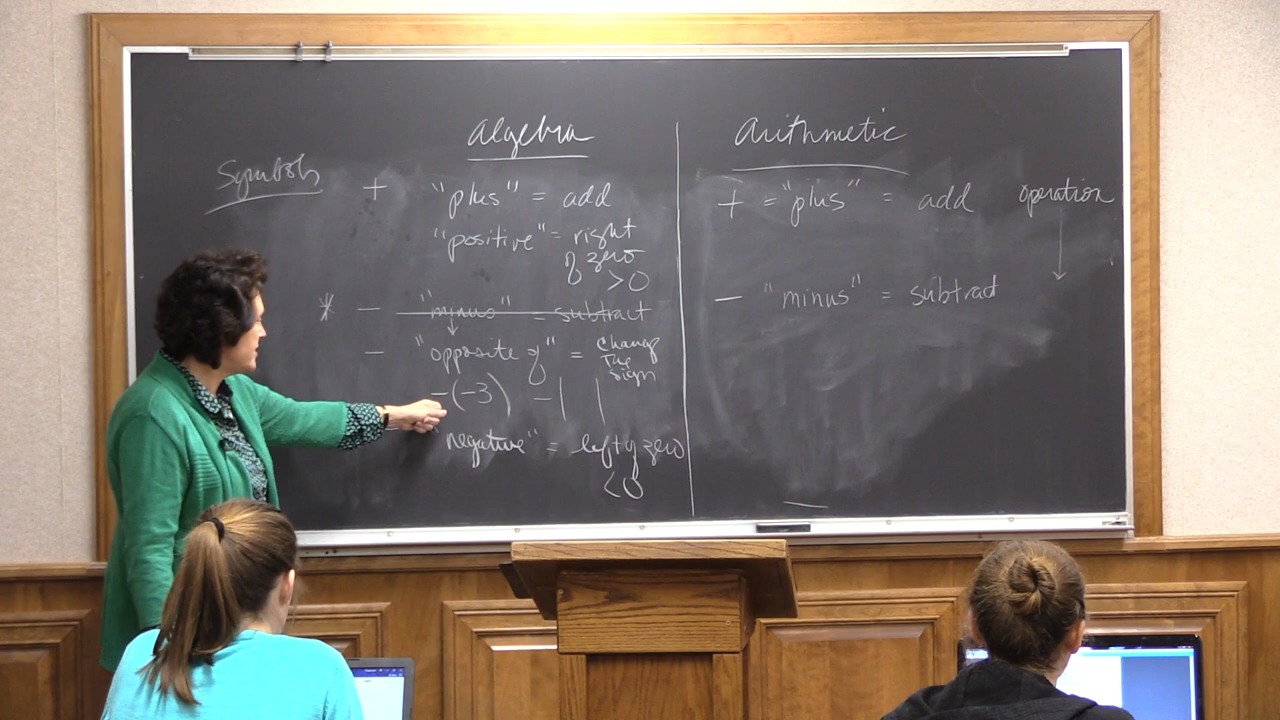 algebra
Symbols + "plus" = add
"positive" = right
of zero
>0
* − "minus" = subtract
− "opposite of" = change
the
sign
−(−3) −| |
"negative" = left of zero
<0
arithmetic
+ = "plus" = add operation
− "minus" = subtract